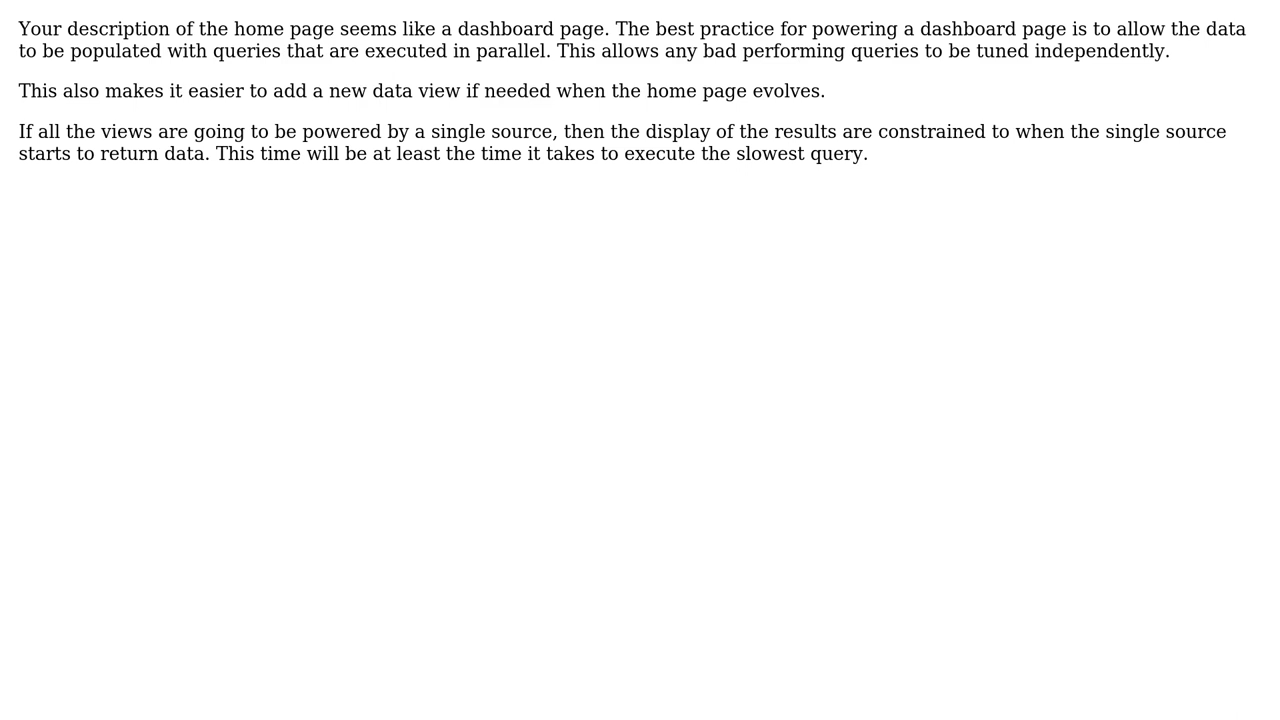 Your description of the home page seems like a dashboard page. The best practice for powering a dashboard page is to allow the data
to be populated with queries that are executed in parallel. This allows any bad performing queries to be tuned independently.
This also makes it easier to add a new data view if needed when the home page evolves.
If all the views are going to be powered by a single source, then the display of the results are constrained to when the single source
starts to return data. This time will be at least the time it takes to execute the slowest query.